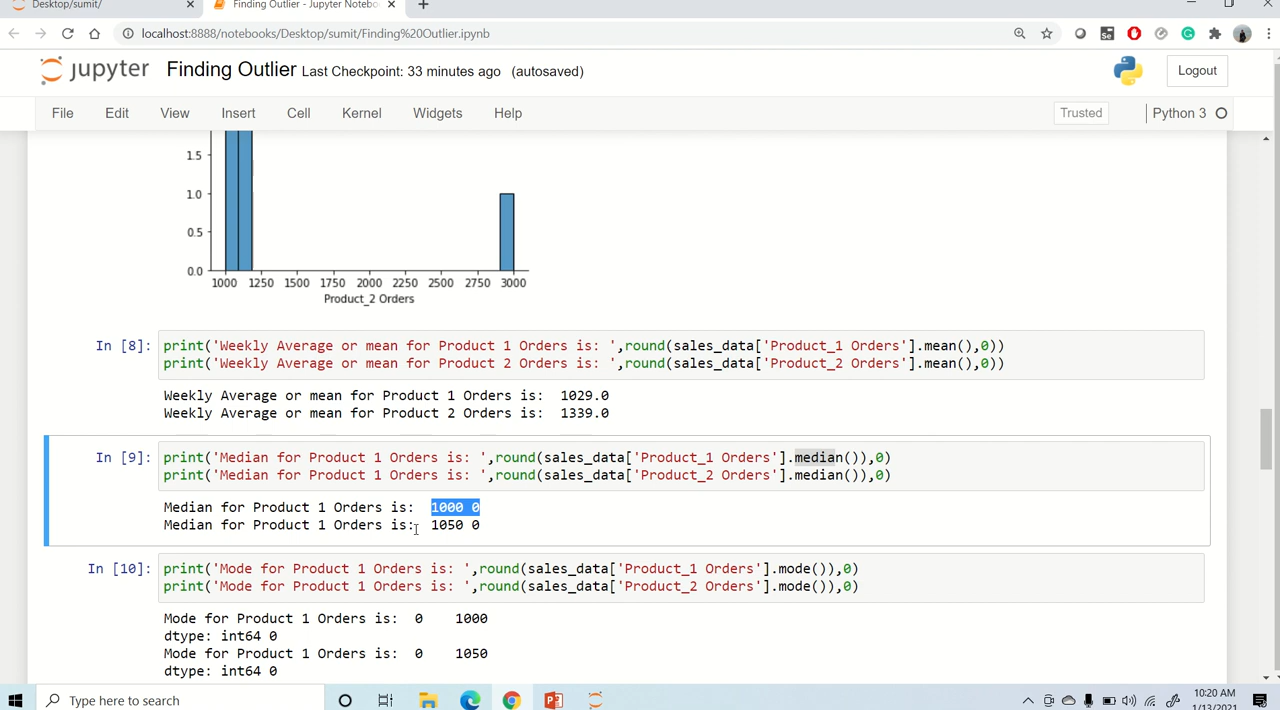 Desktop/sumit/
Finding Outlier - Jupyter Notebo
localhost:8888/notebooks/Desktop/sumit/Finding%20Outlier.ipynb
jupyter Finding Outlier Last Checkpoint: 33 minutes ago (autosaved)
Logout
File Edit View Insert Cell Kernel Widgets Help
Trusted Python 3
1.5
1.0
0.5
0.0
1000 1250 1500 1750 2000 2250 2500 2750 3000
Product_2 Orders
In [8]: print('Weekly Average or mean for Product 1 Orders is: ',round(sales_data['Product_1 Orders'].mean(),0))
print('Weekly Average or mean for Product 2 Orders is: ',round(sales_data['Product_2 Orders'].mean(),0))
Weekly Average or mean for Product 1 Orders is:  1029.0
Weekly Average or mean for Product 2 Orders is:  1339.0
In [9]: print('Median for Product 1 Orders is: ',round(sales_data['Product_1 Orders'].median()),0)
print('Median for Product 1 Orders is: ',round(sales_data['Product_2 Orders'].median()),0)
Median for Product 1 Orders is:  1000 0
Median for Product 1 Orders is:  1050 0
In [10]: print('Mode for Product 1 Orders is: ',round(sales_data['Product_1 Orders'].mode()),0)
print('Mode for Product 1 Orders is: ',round(sales_data['Product_2 Orders'].mode()),0)
Mode for Product 1 Orders is:  0    1000
dtype: int64 0
Mode for Product 1 Orders is:  0    1050
dtype: int64 0
Type here to search
10:20 AM
1/13/2021